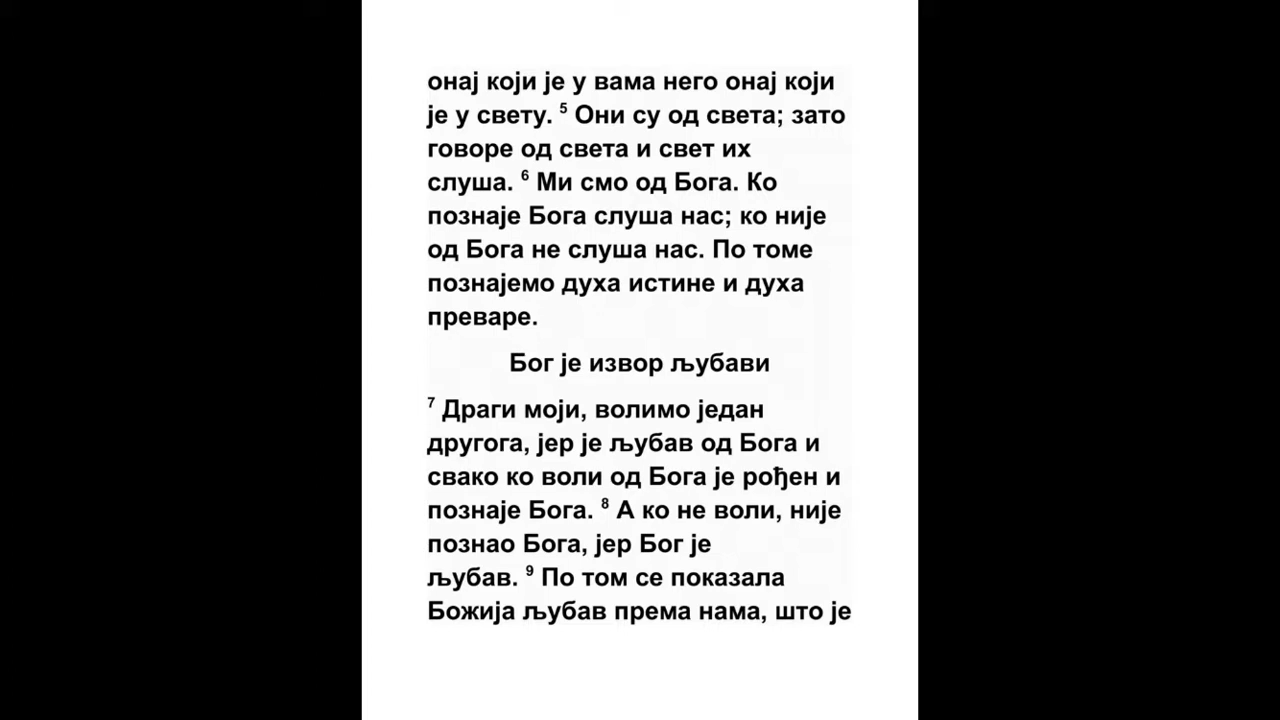 онај који је у вама него онај који
је у свету. 5 Они су од света; зато
говоре од света и свет их
слуша. 6 Ми смо од Бога. Ко
познаје Бога слуша нас; ко није
од Бога не слуша нас. По томе
познајемо духа истине и духа
преваре.
Бог је извор љубави
7 Драги моји, волимо један
другога, јер је љубав од Бога и
свако ко воли од Бога је рођен и
познаје Бога. 8 А ко не воли, није
познао Бога, јер Бог је
љубав. 9 По том се показала
Божија љубав према нама, што је